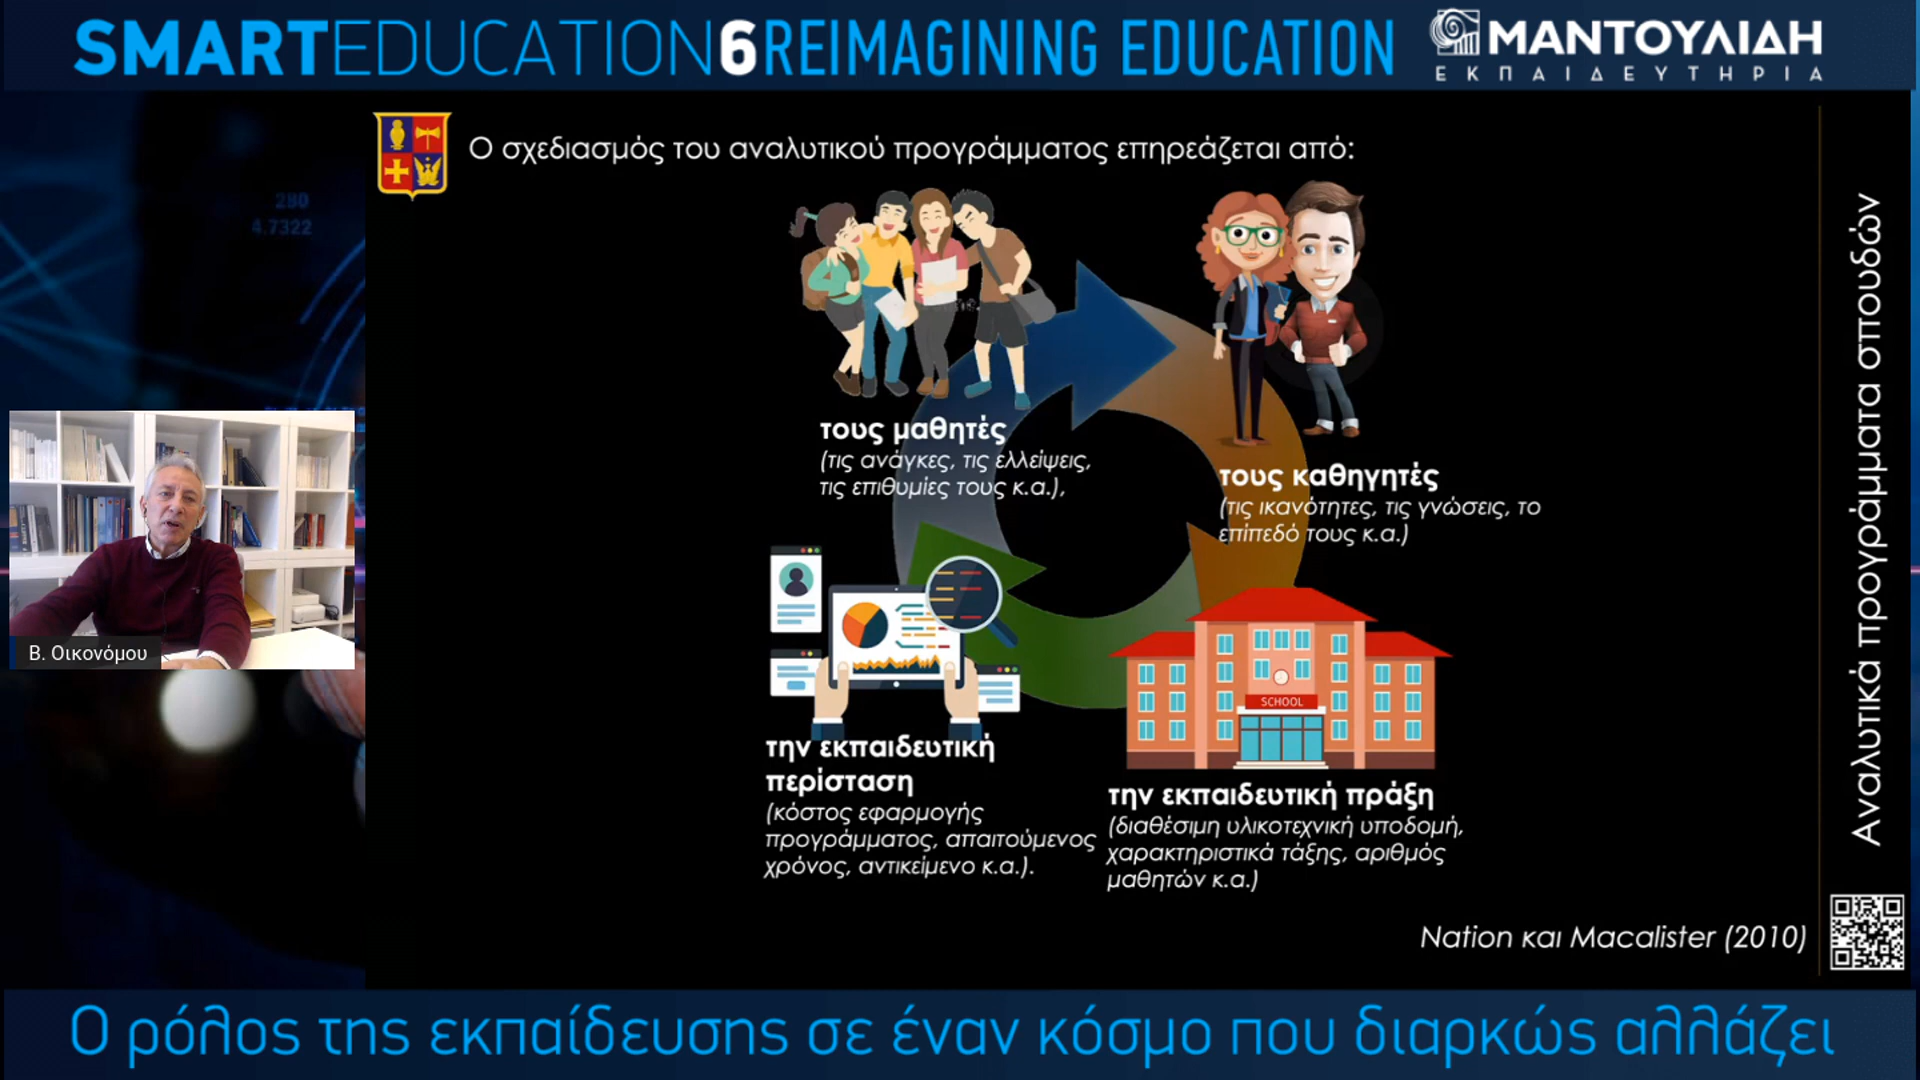 SMARTEDUCATION6REIMAGINING EDUCATION
ΜΑΝΤΟΥΛΙΔΗ
ΕΚΠΑΙΔΕΥΤΗΡΙΑ
280
4.7322
Ο σχεδιασμός του αναλυτικού προγράμματος επηρεάζεται από:
τους μαθητές
(τις ανάγκες, τις ελλείψεις,
τις επιθυμίες τους κ.α.),
τους καθηγητές
(τις ικανότητες, τις γνώσεις, το
επίπεδό τους κ.α.)
SCHOOL
την εκπαιδευτική
περίσταση
(κόστος εφαρμογής
προγράμματος, απαιτούμενος
χρόνος, αντικείμενο κ.α.).
την εκπαιδευτική πράξη
(διαθέσιμη υλικοτεχνική υποδομή,
χαρακτηριστικά τάξης, αριθμός
μαθητών κ.α.)
Nation και Macalister (2010)
Αναλυτικά προγράμματα σπουδών
Β. Οικονόμου
Ο ρόλος της εκπαίδευσης σε έναν κόσμο που διαρκώς αλλάζει